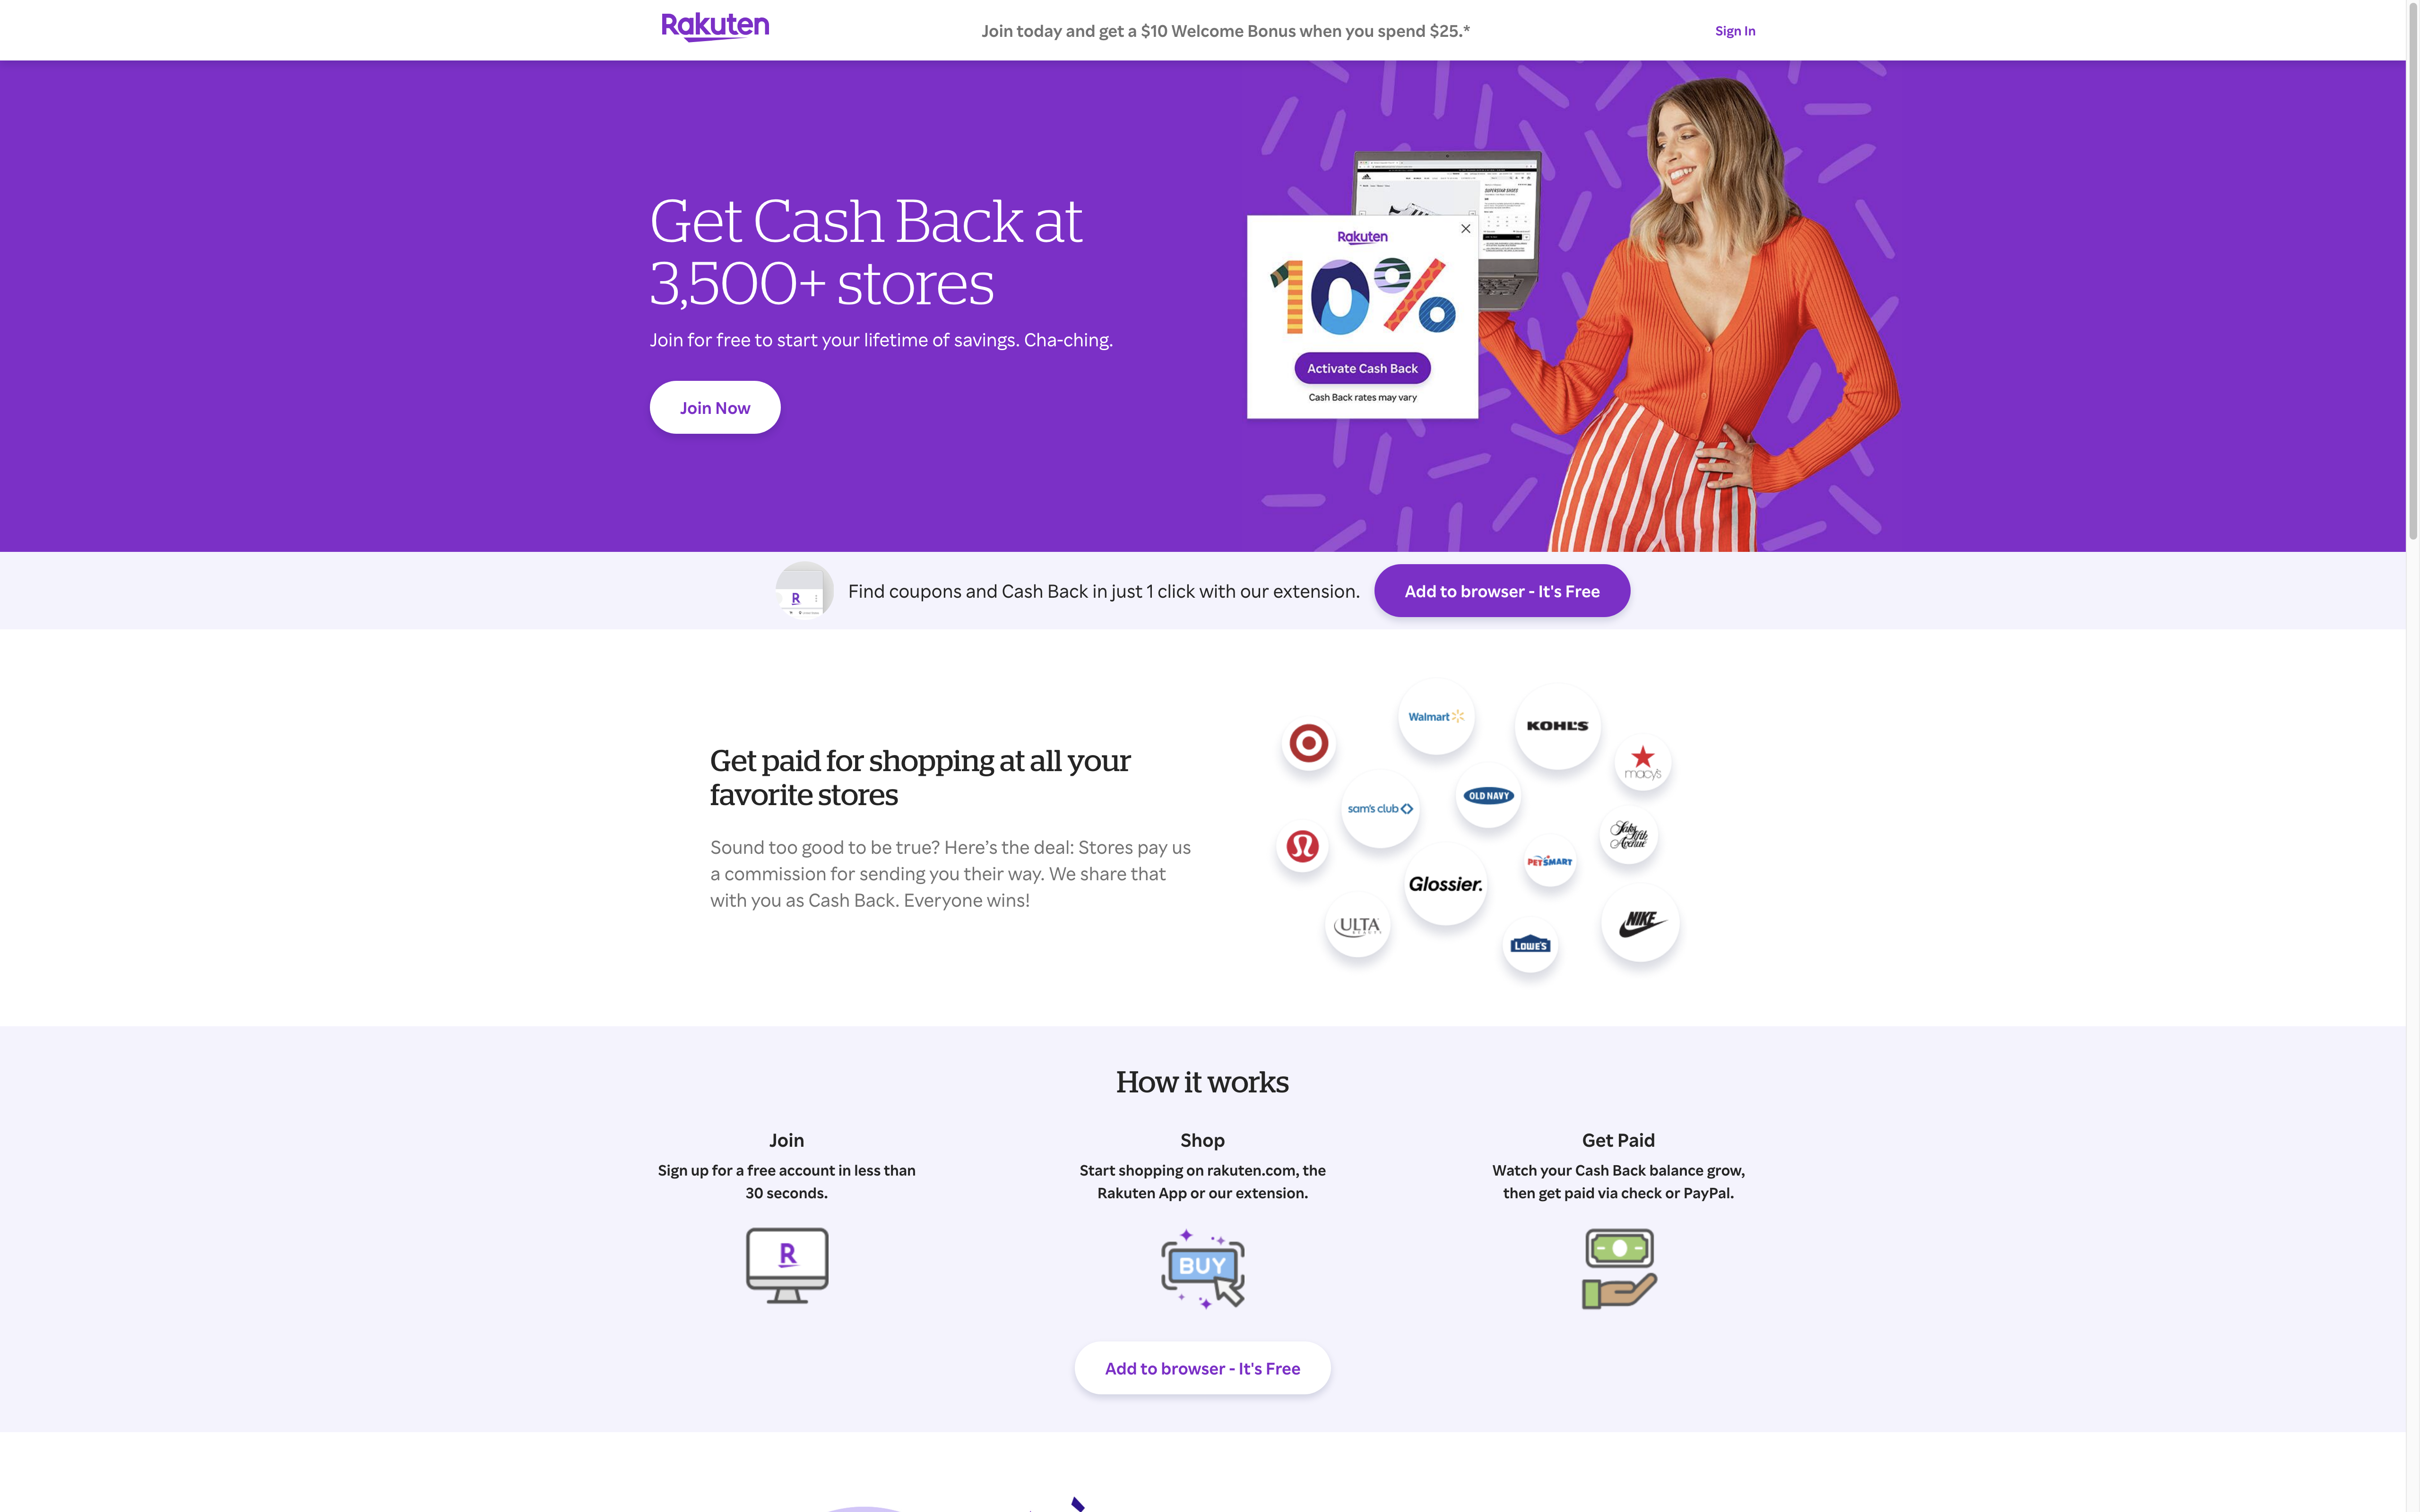 Rakuten
Join today and get a $10 Welcome Bonus when you spend $25.*
Sign In
Get Cash Back at
3,500+ stores
Join for free to start your lifetime of savings. Cha-ching.
Join Now
SUPERSTAR SHOES
Rakuten
10%
Activate Cash Back
Cash Back rates may vary
R
Find coupons and Cash Back in just 1 click with our extension.
Add to browser - It's Free
Get paid for shopping at all your
favorite stores
Sound too good to be true? Here’s the deal: Stores pay us
a commission for sending you their way. We share that
with you as Cash Back. Everyone wins!
Walmart
KOHL'S
macy's
sam's club
OLD NAVY
Saks
Fifth
Avenue
PETSMART
Glossier.
ULTA
BEAUTY
LOWE'S
NIKE
How it works
Join
Sign up for a free account in less than
30 seconds.
R
Shop
Start shopping on rakuten.com, the
Rakuten App or our extension.
BUY
Get Paid
Watch your Cash Back balance grow,
then get paid via check or PayPal.
Add to browser - It's Free